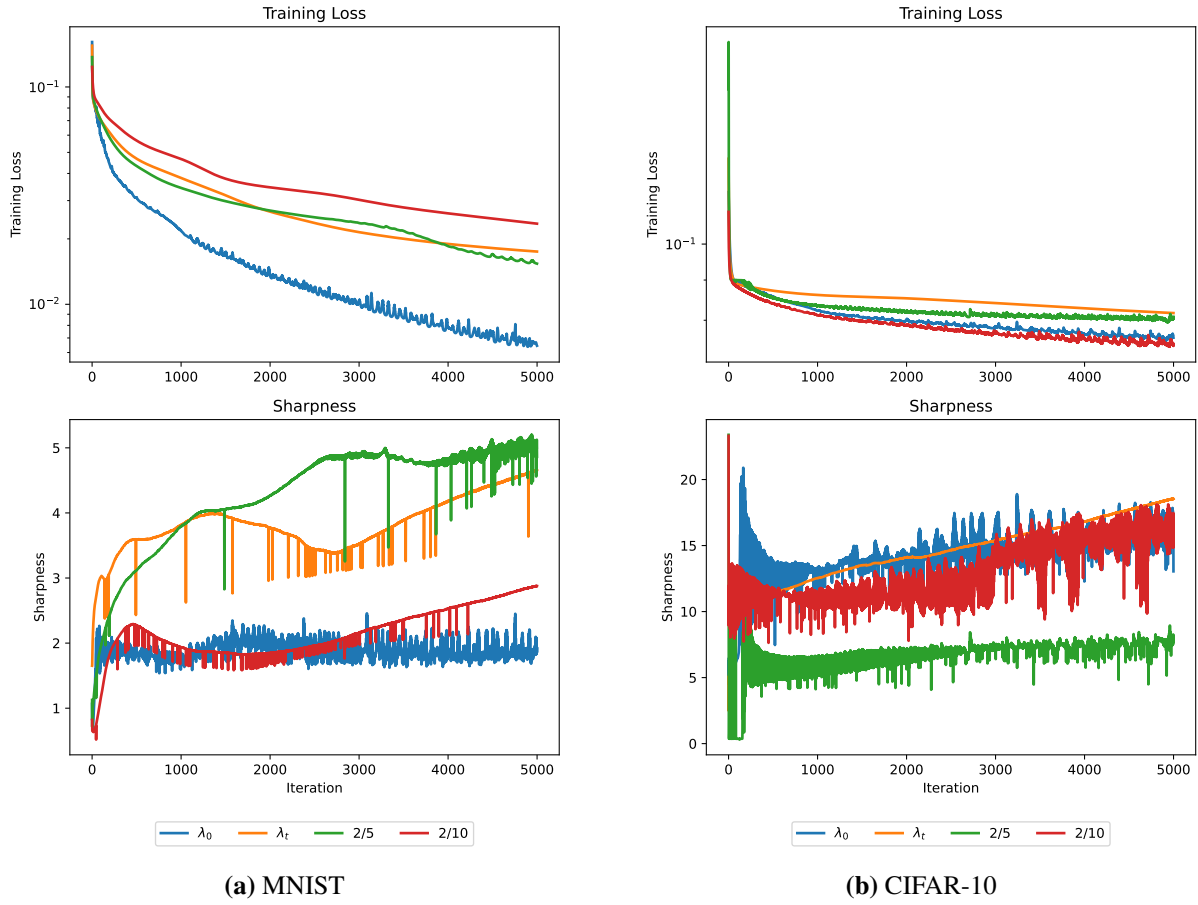 Training Loss
Training Loss
10⁻¹
10⁻²
0 1000 2000 3000 4000 5000
Sharpness
Sharpness
5
4
3
2
1
0 1000 2000 3000 4000 5000
Iteration
λ₀ λₜ 2/5 2/10
(a) MNIST
Training Loss
Training Loss
10⁻¹
0 1000 2000 3000 4000 5000
Sharpness
Sharpness
20
15
10
5
0
0 1000 2000 3000 4000 5000
Iteration
λ₀ λₜ 2/5 2/10
(b) CIFAR-10